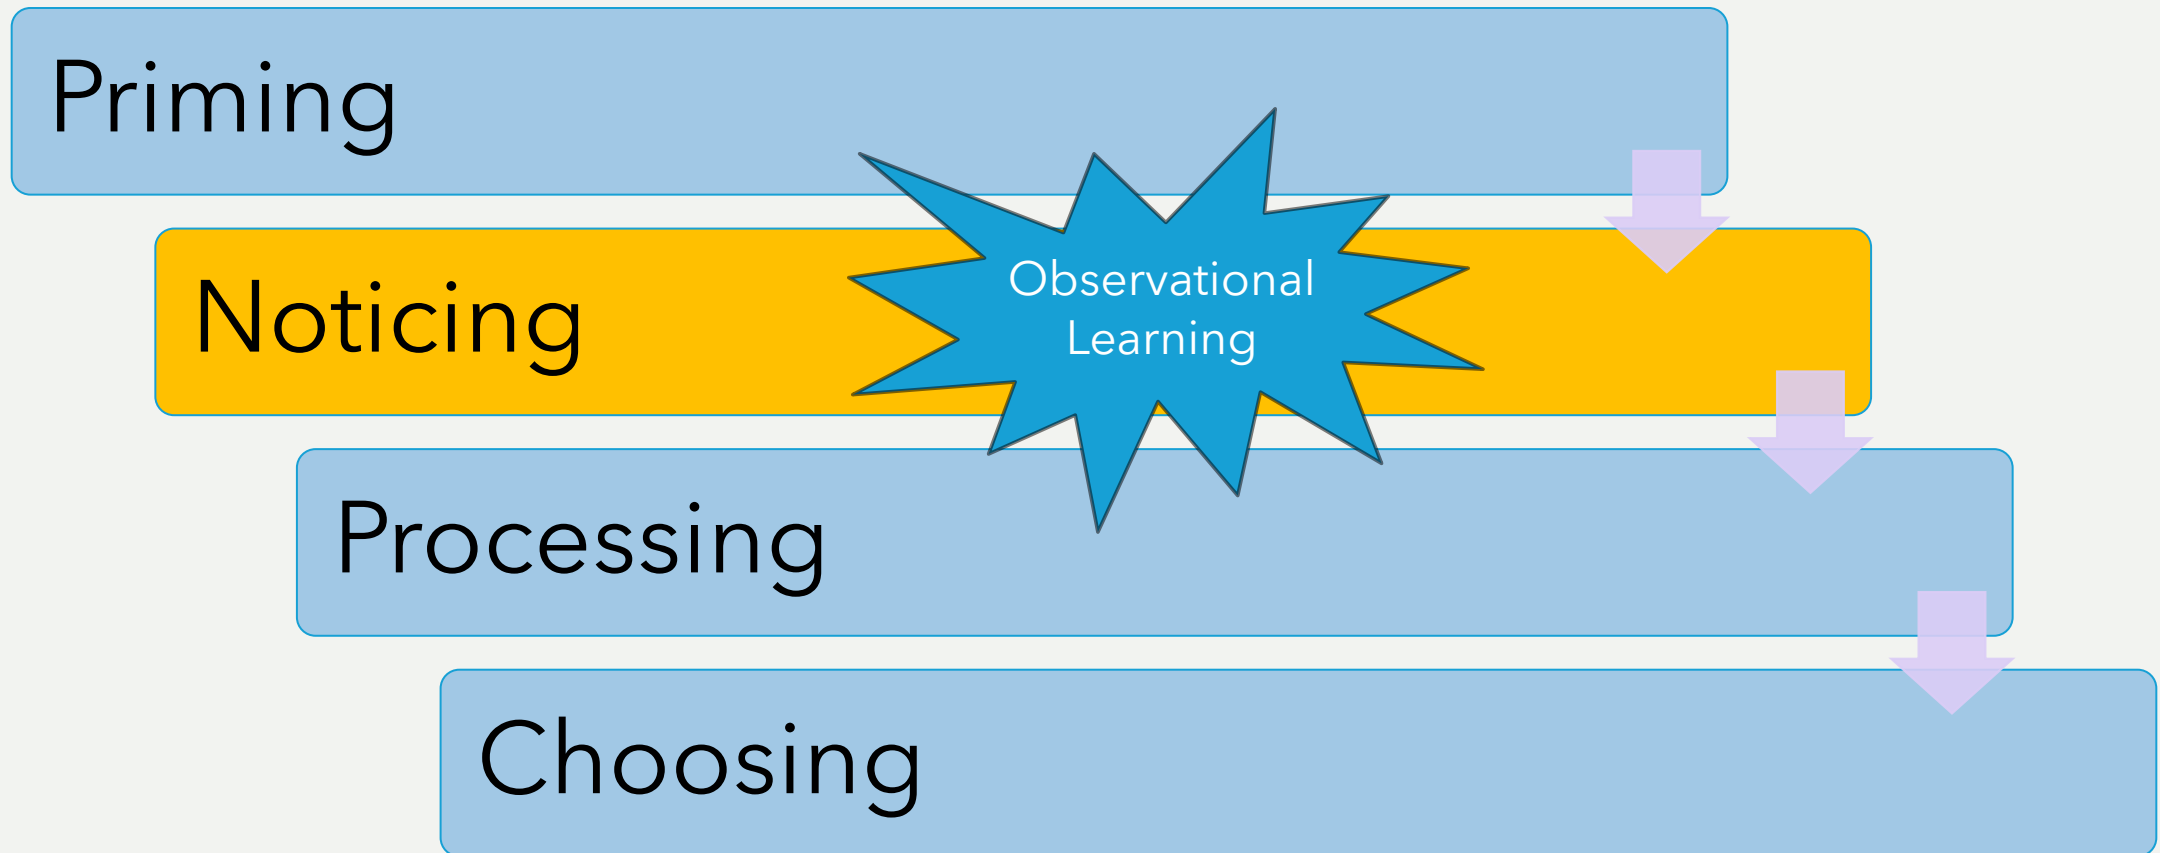 Priming
Noticing
Observational
Learning
Processing
Choosing